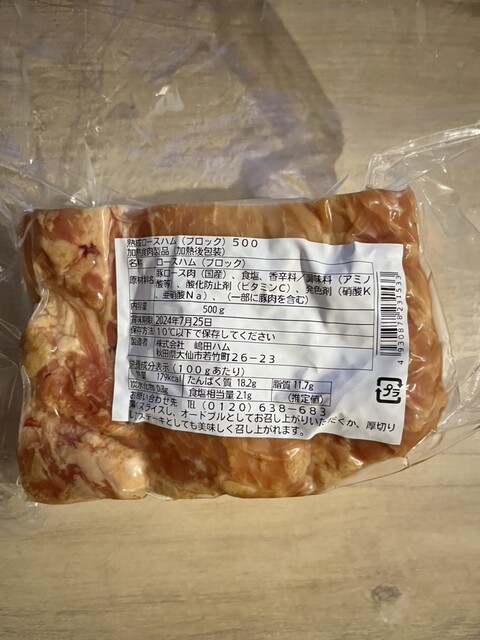 熟成ロースハム（ブロック）５００
加熱食肉製品（加熱後包装）
名称 ロースハム（ブロック）
原材料名 豚ロース肉（国産）、食塩、香辛料／調味料（アミノ
酸等）、酸化防止剤（ビタミンC）、発色剤（硝酸K
、亜硝酸Na）、（一部に豚肉を含む）
内容量 500g
賞味期限 2024年7月25日
保存方法 10℃以下で保存してください
製造者 株式会社 嶋田ハム
秋田県大仙市若竹町26-23
栄養成分表示（100gあたり）
熱量 179kcal たんぱく質 18.2g 脂質 11.7g
炭水化物 0.3g 食塩相当量 2.1g （推定値）
お問い合わせ先 TEL（0120）638-683
スライスし、オードブルとしてお召し上がりいただくか、厚切り
ステーキとしても美味しく召し上がれます。
4 930878 231533
プラ